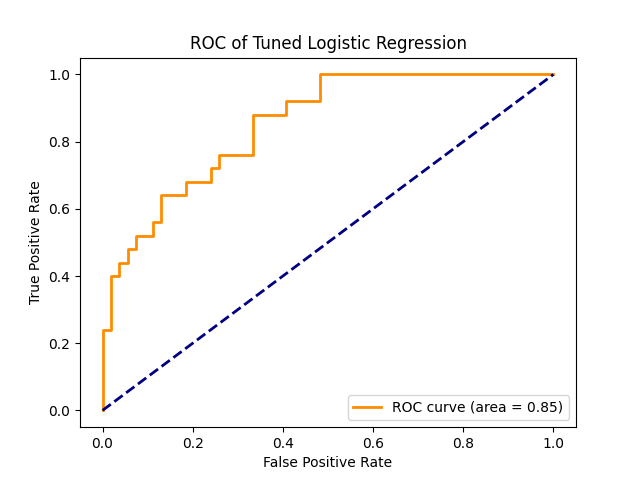 ROC of Tuned Logistic Regression
1.0
0.8
0.6
0.4
0.2
0.0
True Positive Rate
ROC curve (area = 0.85)
0.0 0.2 0.4 0.6 0.8 1.0
False Positive Rate